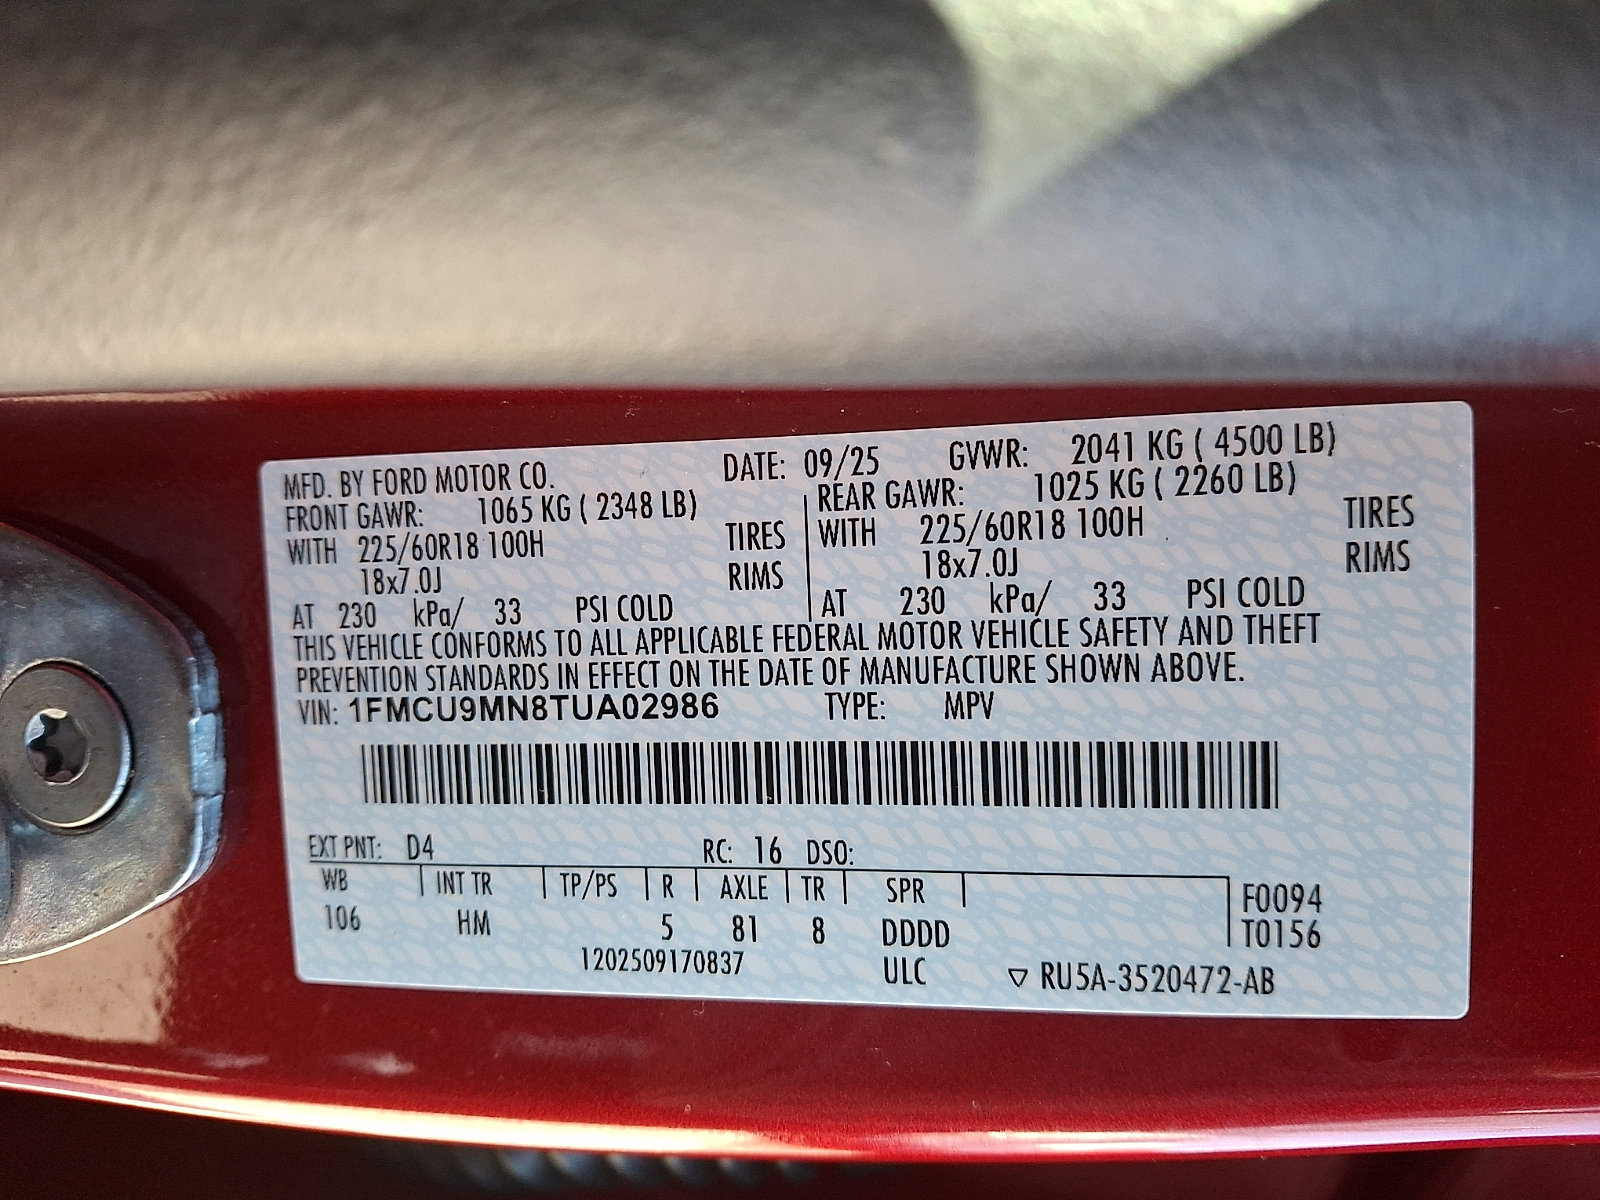 MFD. BY FORD MOTOR CO. DATE: 09/25 GVWR: 2041 KG ( 4500 LB)
FRONT GAWR: 1065 KG ( 2348 LB) REAR GAWR: 1025 KG ( 2260 LB)
WITH 225/60R18 100H TIRES WITH 225/60R18 100H TIRES
18x7.0J RIMS 18x7.0J RIMS
AT 230 kPa/ 33 PSI COLD AT 230 kPa/ 33 PSI COLD
THIS VEHICLE CONFORMS TO ALL APPLICABLE FEDERAL MOTOR VEHICLE SAFETY AND THEFT
PREVENTION STANDARDS IN EFFECT ON THE DATE OF MANUFACTURE SHOWN ABOVE.
VIN: 1FMCU9MN8TUA02986 TYPE: MPV
EXT PNT: D4 RC: 16 DSO:
WB INT TR TP/PS R AXLE TR SPR F0094
106 HM 5 81 8 DDDD T0156
1202509170837 ULC ▽ RU5A-3520472-AB